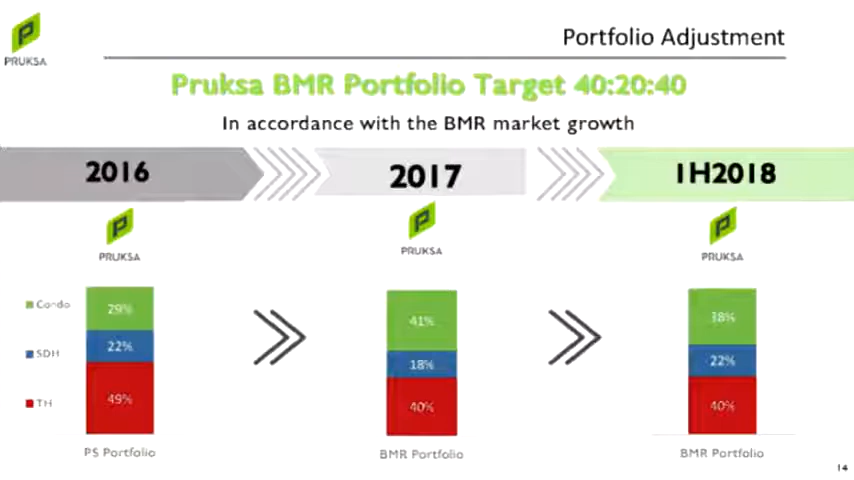 PRUKSA
Portfolio Adjustment
Pruksa BMR Portfolio Target 40:20:40
In accordance with the BMR market growth
2016
2017
1H2018
PRUKSA
PRUKSA
PRUKSA
Condo
SDH
TH
29%
22%
49%
PS Portfolio
41%
18%
40%
BMR Portfolio
38%
22%
40%
BMR Portfolio
14